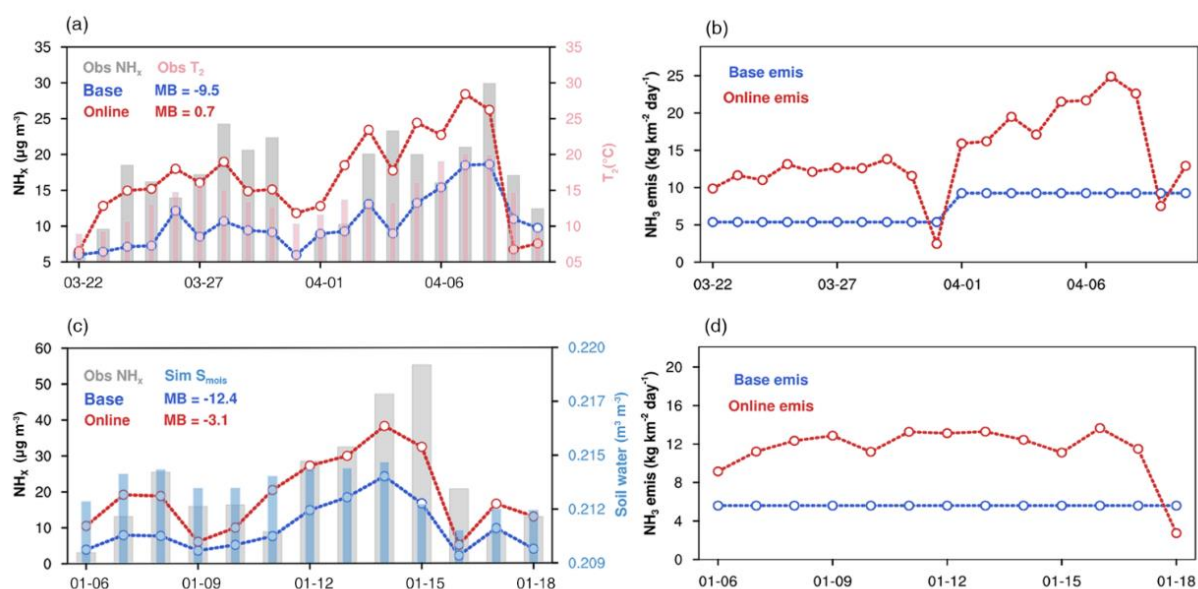 (a)
35
30
25
20
15
10
5
NHx (µg m-3)
Obs NHx Obs T2
Base MB = -9.5
Online MB = 0.7
35
30
25
20
15
10
05
T2(°C)
03-22 03-27 04-01 04-06
(b)
25
20
15
10
5
0
NH3 emis (kg km-2 day-1)
Base emis
Online emis
03-22 03-27 04-01 04-06
(c)
60
50
40
30
20
10
0
NHx (µg m-3)
Obs NHx Sim Smois
Base MB = -12.4
Online MB = -3.1
0.220
0.217
0.215
0.212
0.209
Soil water (m3 m-3)
01-06 01-09 01-12 01-15 01-18
(d)
20
16
12
8
4
0
NH3 emis (kg km-2 day-1)
Base emis
Online emis
01-06 01-09 01-12 01-15 01-18